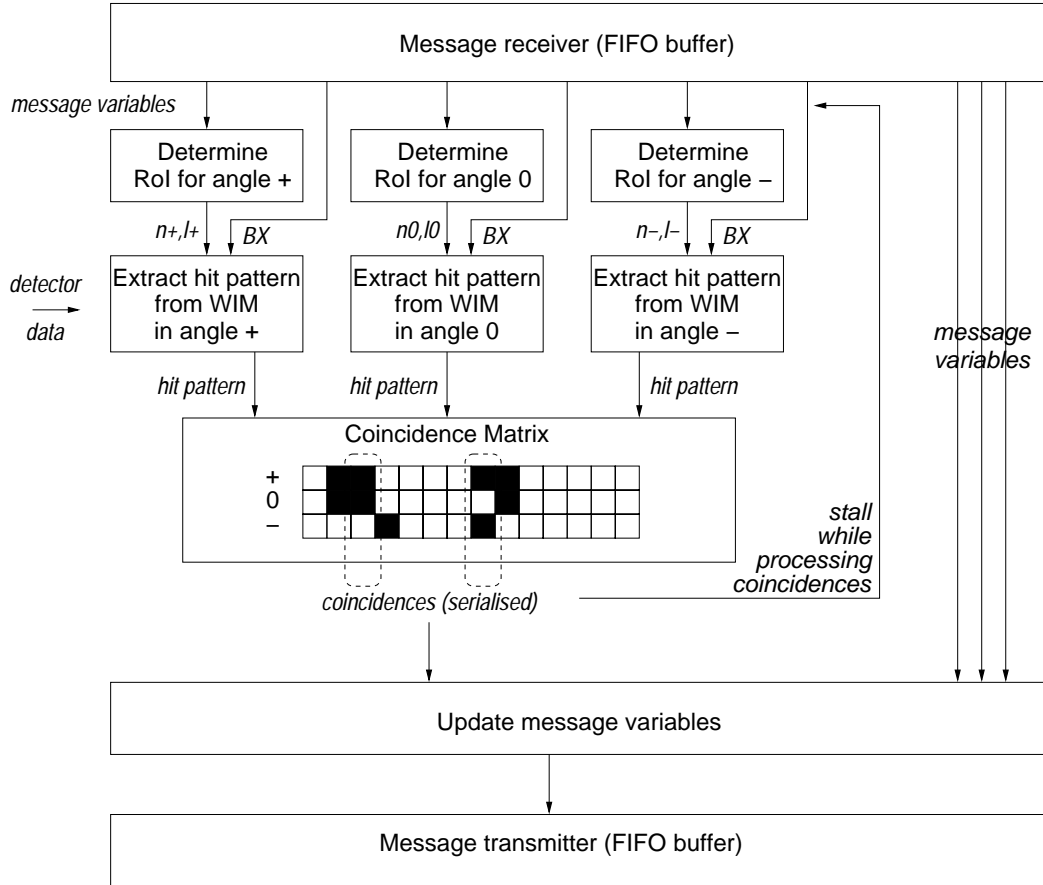 Message receiver (FIFO buffer)
message variables
Determine
RoI for angle +
Determine
RoI for angle 0
Determine
RoI for angle −
n+,l+
BX
n0,l0
BX
n−,l−
BX
detector
data
Extract hit pattern
from WIM
in angle +
Extract hit pattern
from WIM
in angle 0
Extract hit pattern
from WIM
in angle −
message
variables
hit pattern
hit pattern
hit pattern
Coincidence Matrix
+
0
−
stall
while
processing
coincidences
coincidences (serialised)
Update message variables
Message transmitter (FIFO buffer)